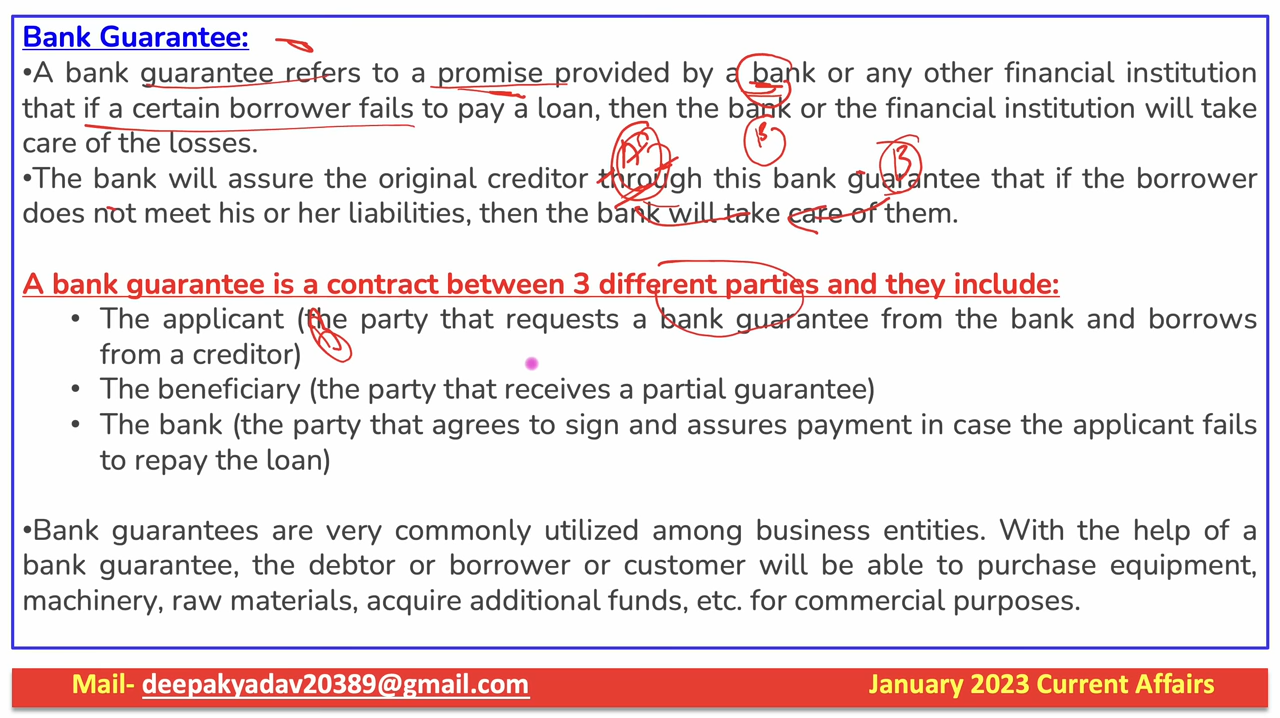 Bank Guarantee:
•A bank guarantee refers to a promise provided by a bank or any other financial institution
that if a certain borrower fails to pay a loan, then the bank or the financial institution will take
care of the losses.
•The bank will assure the original creditor through this bank guarantee that if the borrower
does not meet his or her liabilities, then the bank will take care of them.
A bank guarantee is a contract between 3 different parties and they include:
• The applicant (the party that requests a bank guarantee from the bank and borrows
from a creditor)
• The beneficiary (the party that receives a partial guarantee)
• The bank (the party that agrees to sign and assures payment in case the applicant fails
to repay the loan)
•Bank guarantees are very commonly utilized among business entities. With the help of a
bank guarantee, the debtor or borrower or customer will be able to purchase equipment,
machinery, raw materials, acquire additional funds, etc. for commercial purposes.
B
B
Mail- deepakyadav20389@gmail.com
January 2023 Current Affairs